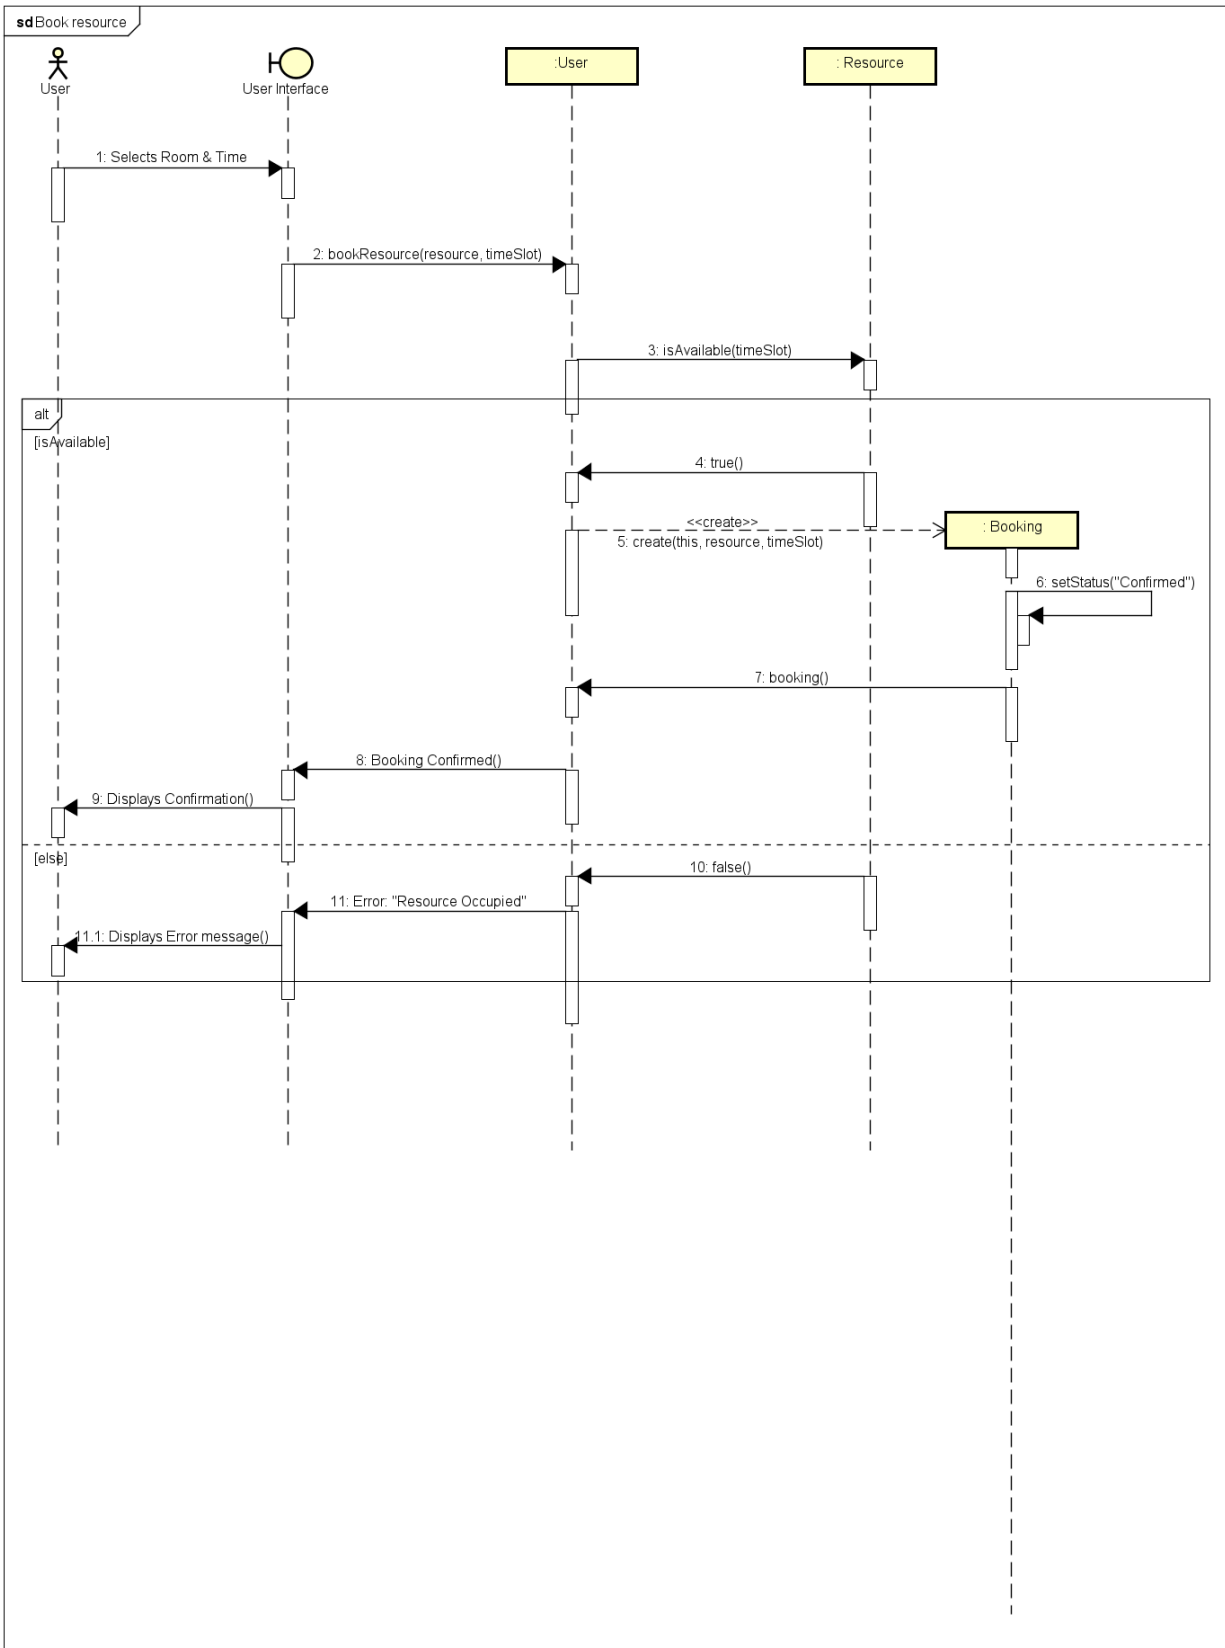 sd Book resource
User
User Interface
:User
: Resource
1: Selects Room & Time
2: bookResource(resource, timeSlot)
3: isAvailable(timeSlot)
alt
[isAvailable]
4: true()
<<create>>
5: create(this, resource, timeSlot)
: Booking
6: setStatus("Confirmed")
7: booking()
8: Booking Confirmed()
9: Displays Confirmation()
[else]
10: false()
11: Error: "Resource Occupied"
11.1: Displays Error message()